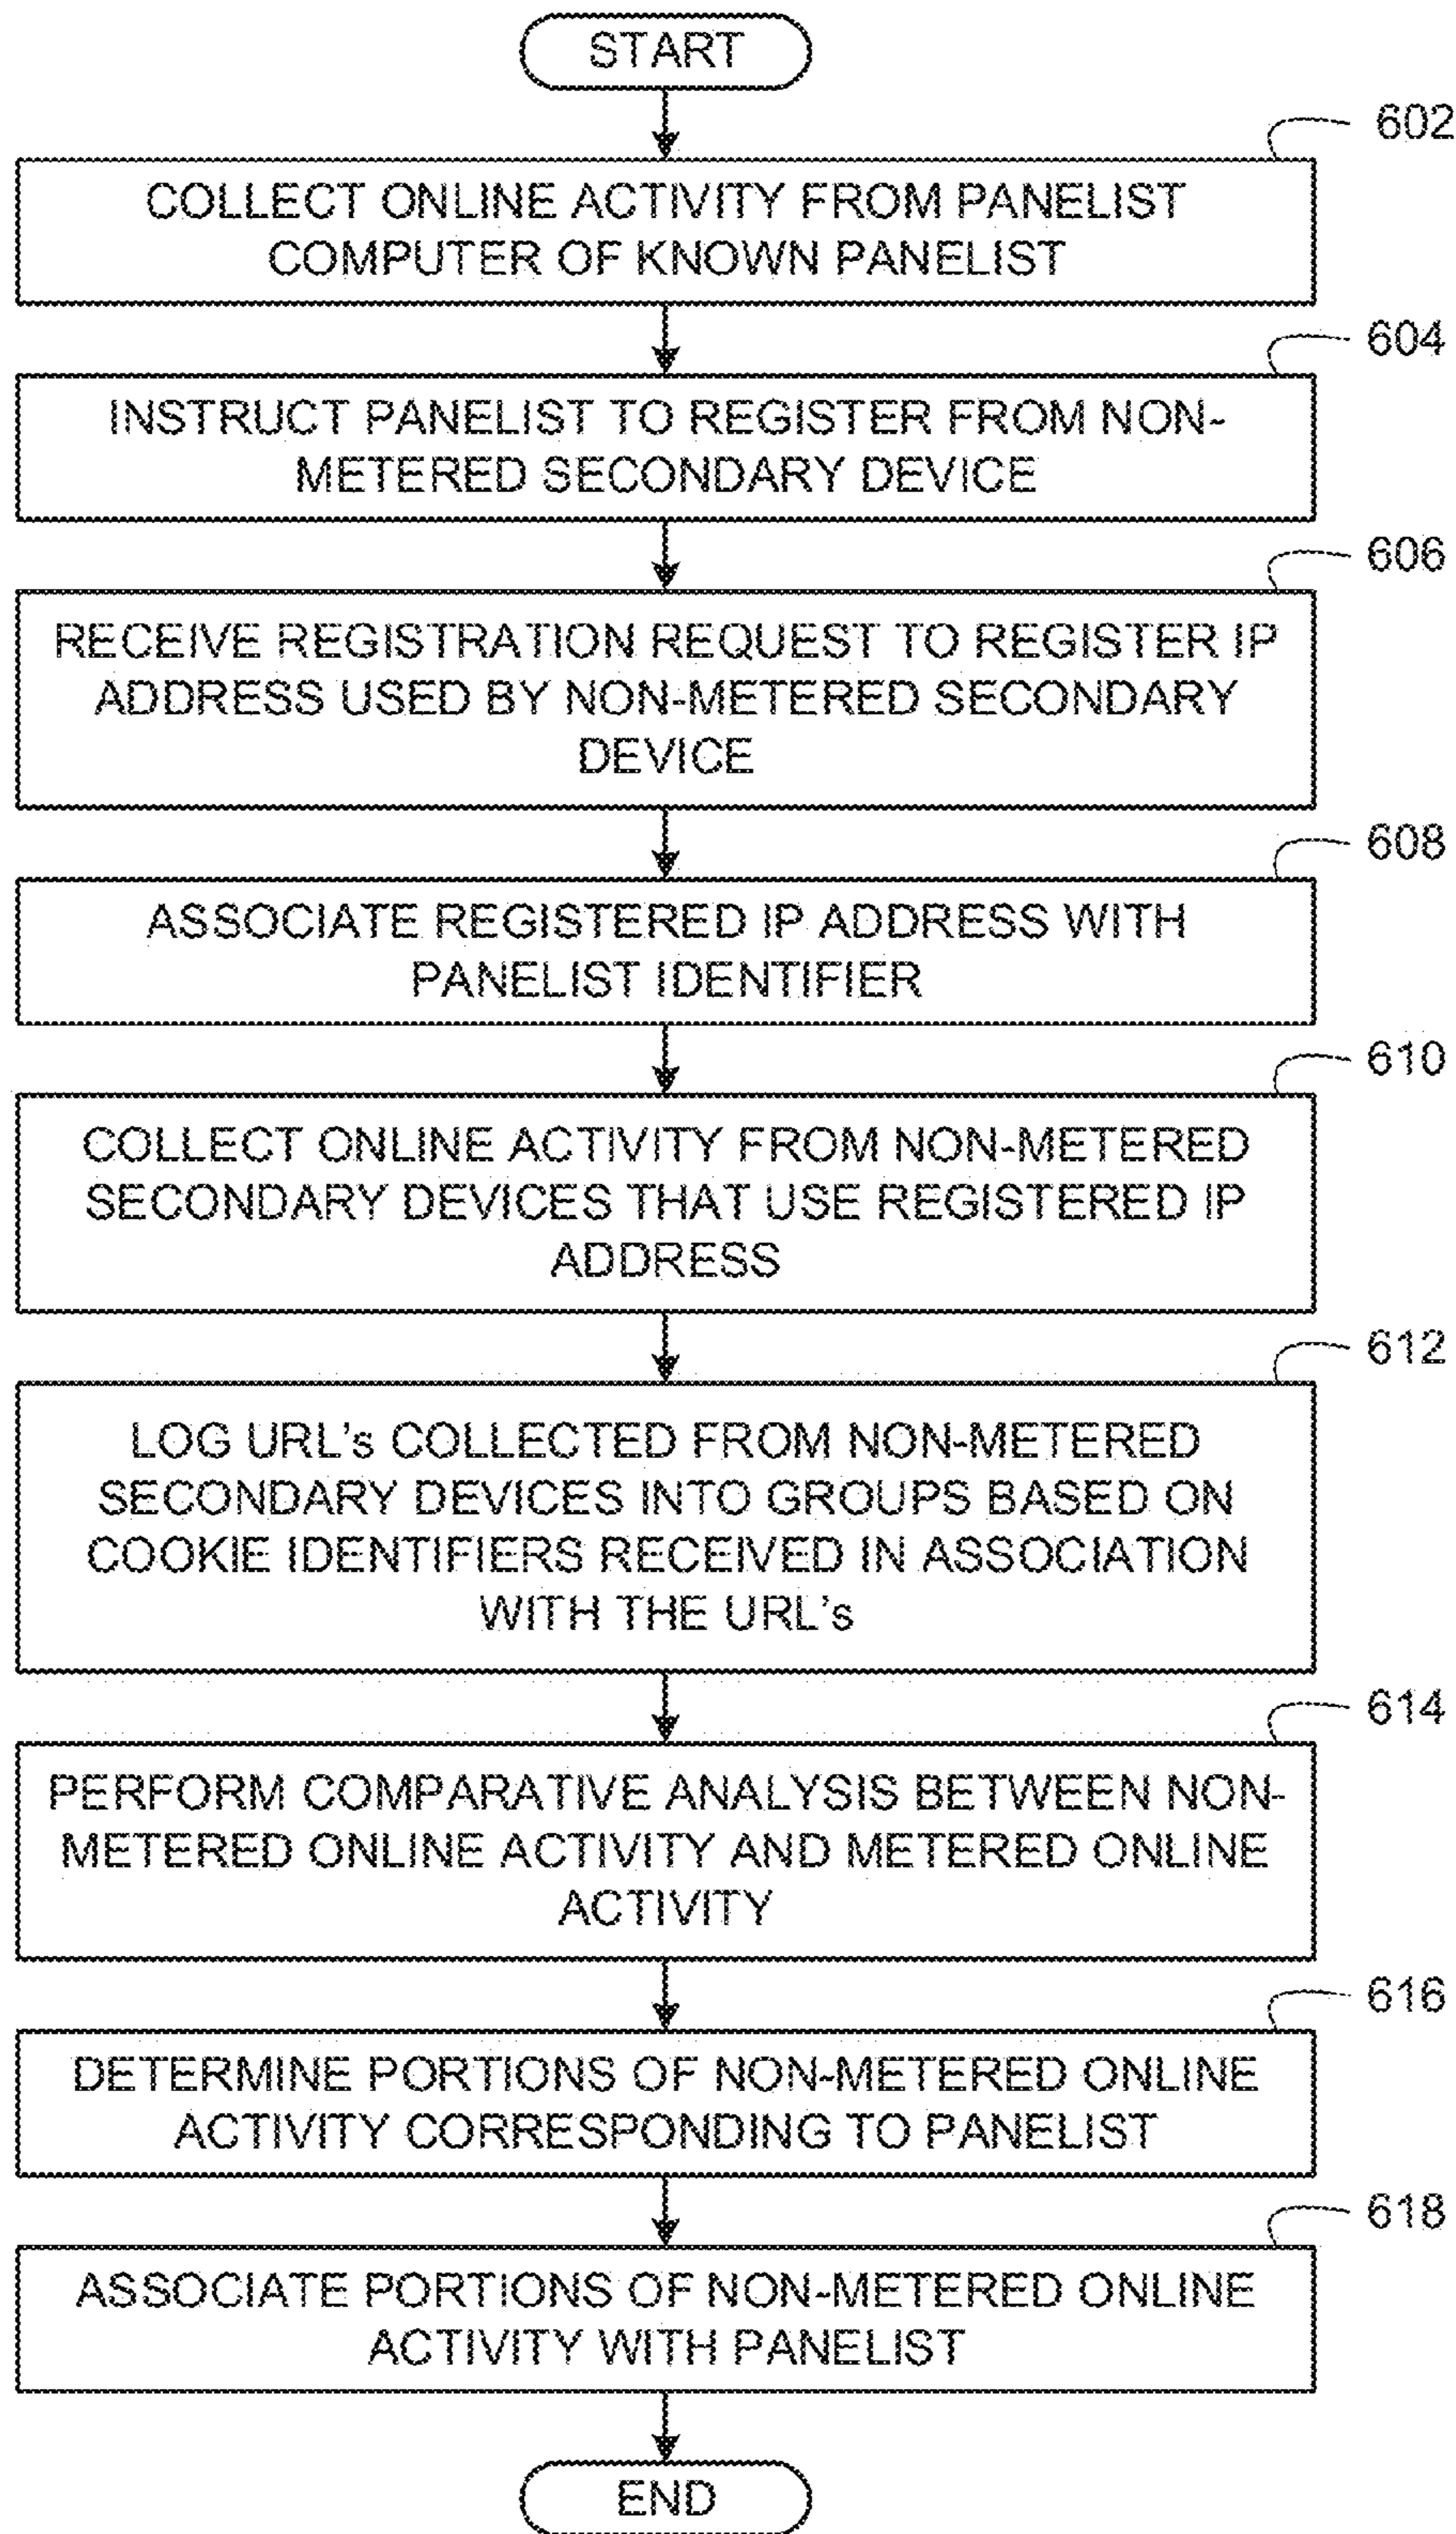 START
602
COLLECT ONLINE ACTIVITY FROM PANELIST
COMPUTER OF KNOWN PANELIST
604
INSTRUCT PANELIST TO REGISTER FROM NON-
METERED SECONDARY DEVICE
606
RECEIVE REGISTRATION REQUEST TO REGISTER IP
ADDRESS USED BY NON-METERED SECONDARY
DEVICE
608
ASSOCIATE REGISTERED IP ADDRESS WITH
PANELIST IDENTIFIER
610
COLLECT ONLINE ACTIVITY FROM NON-METERED
SECONDARY DEVICES THAT USE REGISTERED IP
ADDRESS
612
LOG URL's COLLECTED FROM NON-METERED
SECONDARY DEVICES INTO GROUPS BASED ON
COOKIE IDENTIFIERS RECEIVED IN ASSOCIATION
WITH THE URL's
614
PERFORM COMPARATIVE ANALYSIS BETWEEN NON-
METERED ONLINE ACTIVITY AND METERED ONLINE
ACTIVITY
616
DETERMINE PORTIONS OF NON-METERED ONLINE
ACTIVITY CORRESPONDING TO PANELIST
618
ASSOCIATE PORTIONS OF NON-METERED ONLINE
ACTIVITY WITH PANELIST
END